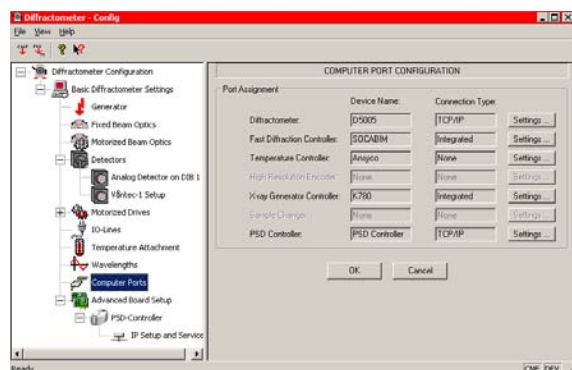 Diffractometer - Config
File View Help
Diffractometer Configuration
Basic Diffractometer Settings
Generator
Fixed Beam Optics
Motorized Beam Optics
Detectors
Analog Detector on DIB 1
Våntec-1 Setup
Motorized Drives
IO-Lines
Temperature Attachment
Wavelengths
Computer Ports
Advanced Board Setup
PSD-Controller
IP Setup and Service
COMPUTER PORT CONFIGURATION
Port Assignment
Device Name: Connection Type:
Diffractometer: D5005 TCP/IP Settings ...
Fast Diffraction Controller: SOCABIM Integrated Settings ...
Temperature Controller: Ansyco None Settings ...
High Resolution Encoder: None None Settings ...
X-ray Generator Controller: K780 Integrated Settings ...
Sample Changer None None Settings ...
PSD Controller: PSD Controller TCP/IP Settings ...
OK Cancel
Ready CNF DEV